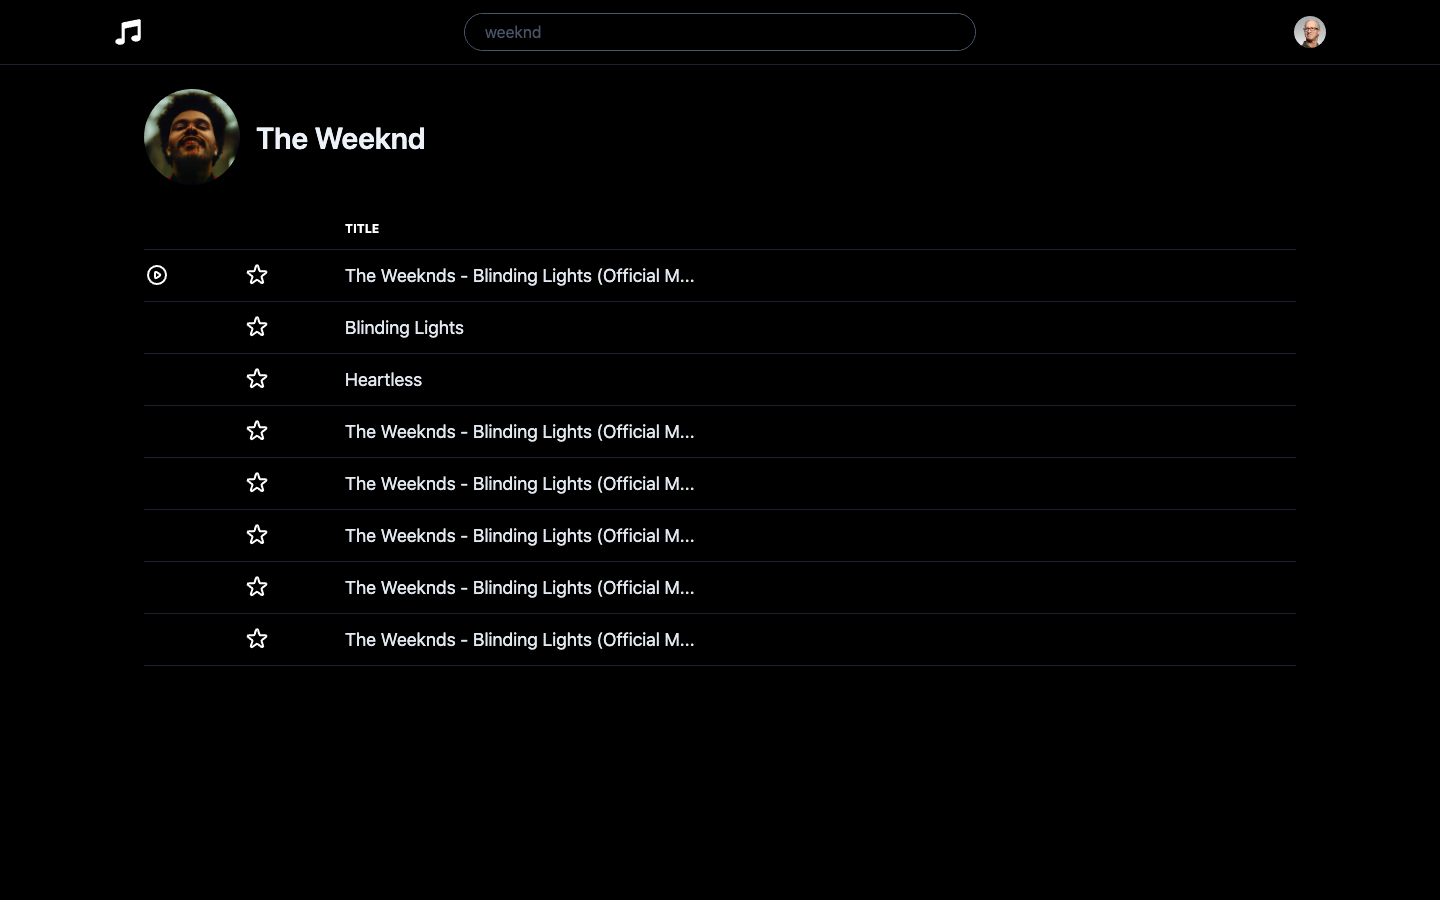 weeknd
The Weeknd
TITLE
The Weeknds - Blinding Lights (Official M...
Blinding Lights
Heartless
The Weeknds - Blinding Lights (Official M...
The Weeknds - Blinding Lights (Official M...
The Weeknds - Blinding Lights (Official M...
The Weeknds - Blinding Lights (Official M...
The Weeknds - Blinding Lights (Official M...